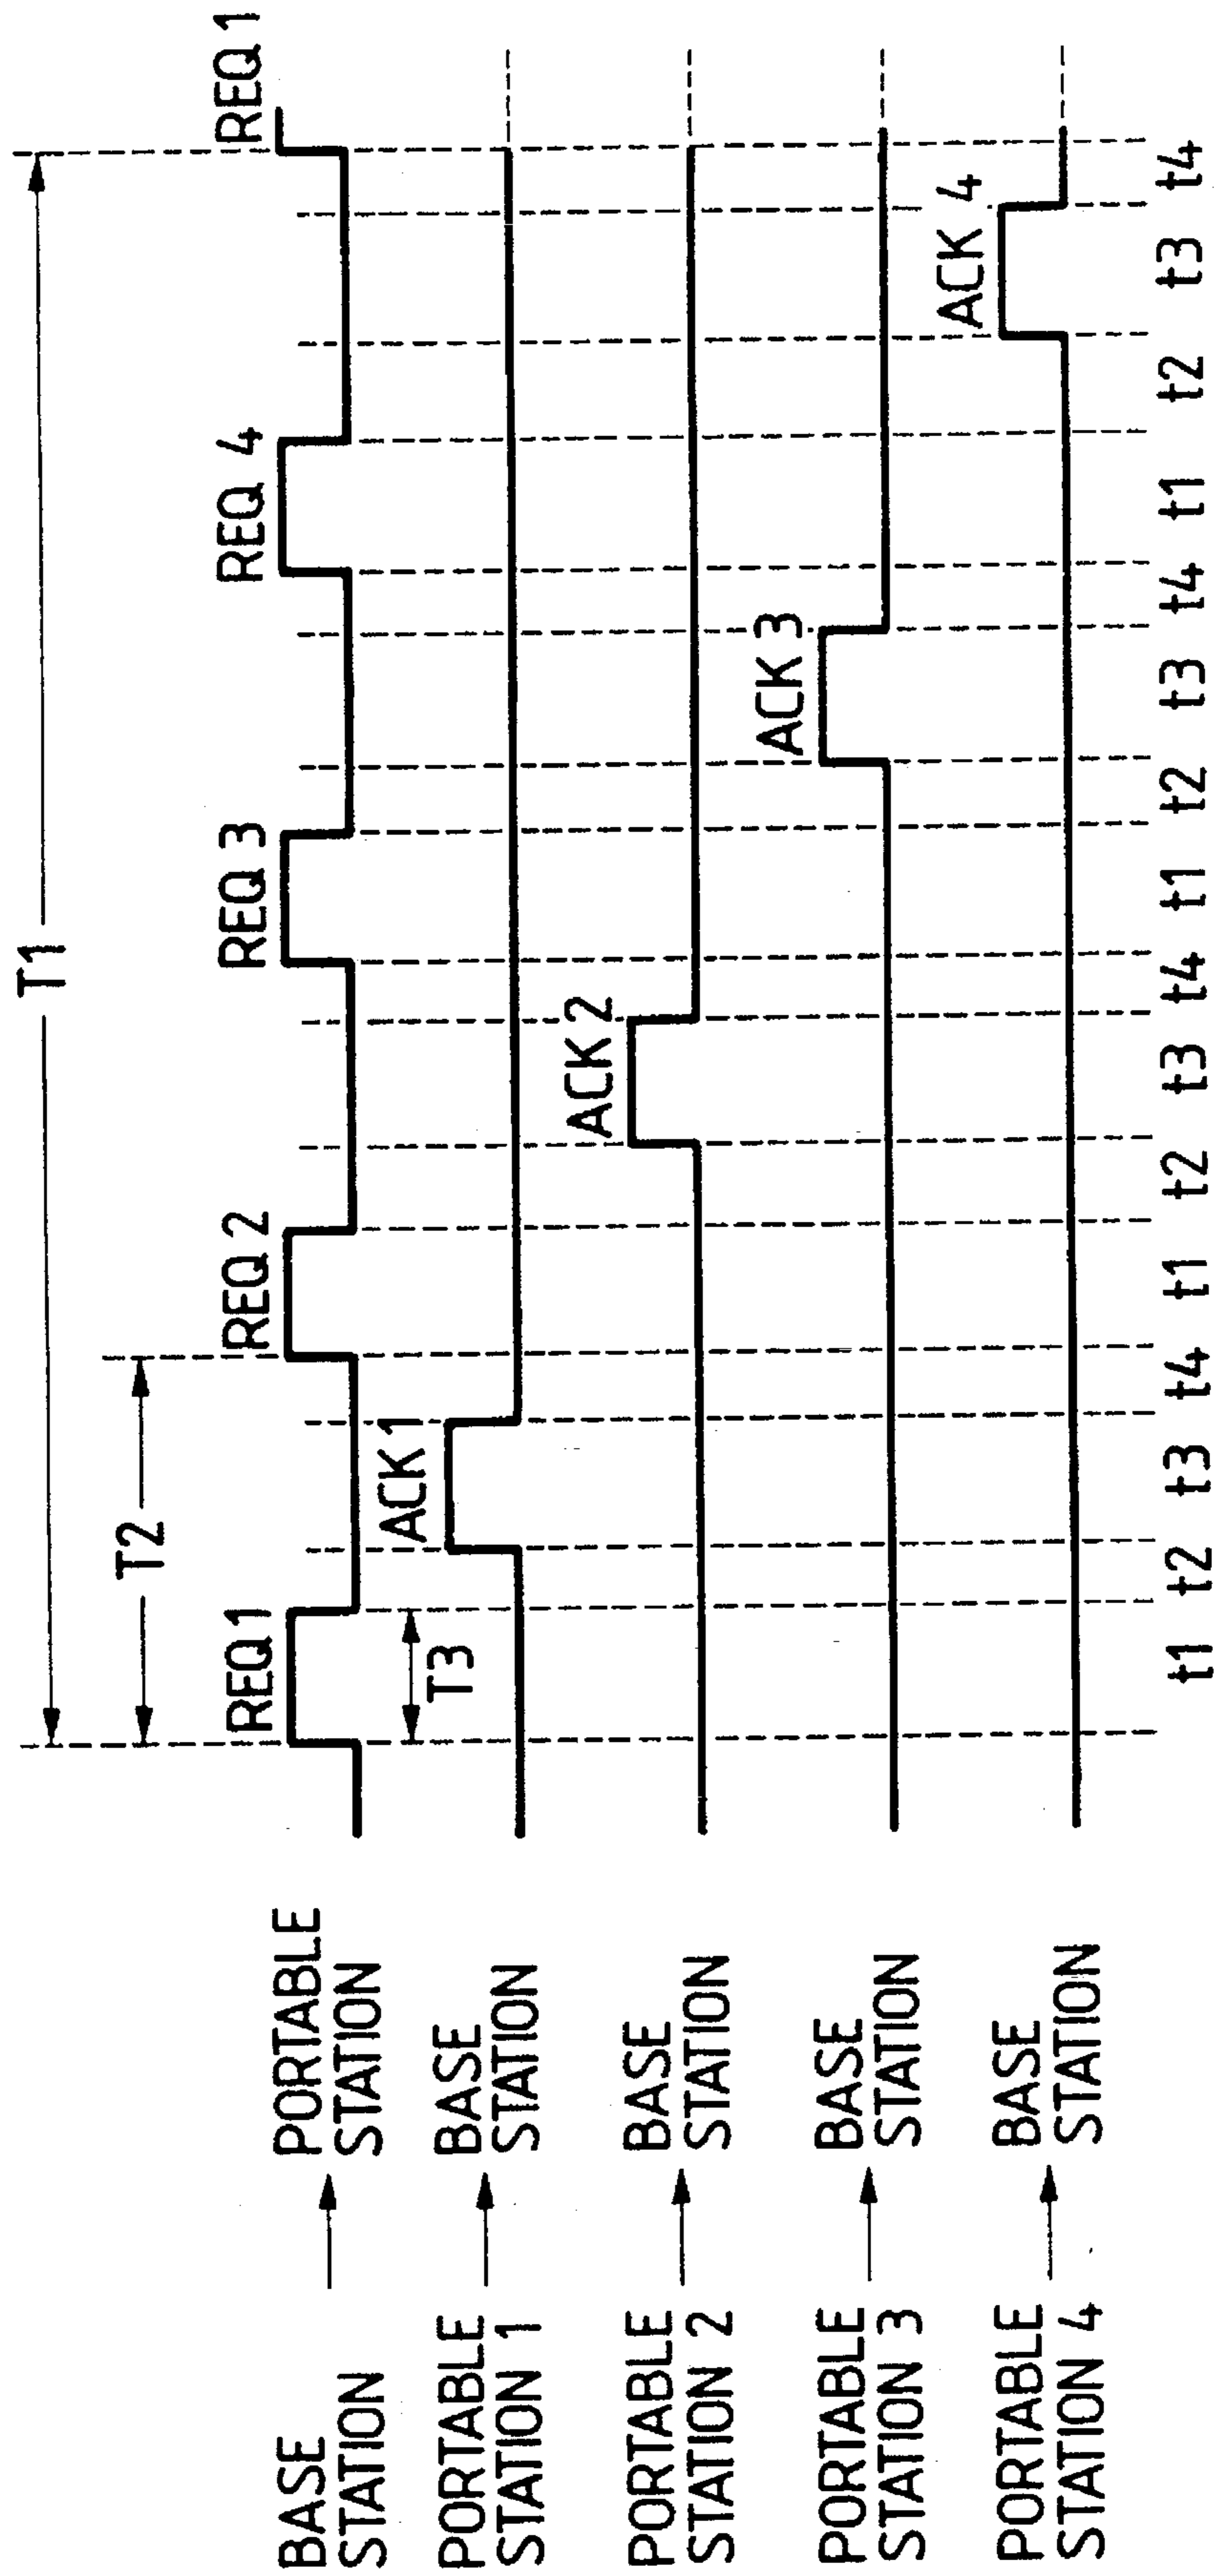 T1
T2
REQ 1
REQ 2
REQ 3
REQ 4
REQ 1
T3
BASE
STATION
PORTABLE
STATION
ACK 1
PORTABLE
STATION 1
BASE
STATION
ACK 2
PORTABLE
STATION 2
BASE
STATION
ACK 3
PORTABLE
STATION 3
BASE
STATION
ACK 4
PORTABLE
STATION 4
BASE
STATION
t1 t2 t3 t4 t1 t2 t3 t4 t1 t2 t3 t4 t1 t2 t3 t4